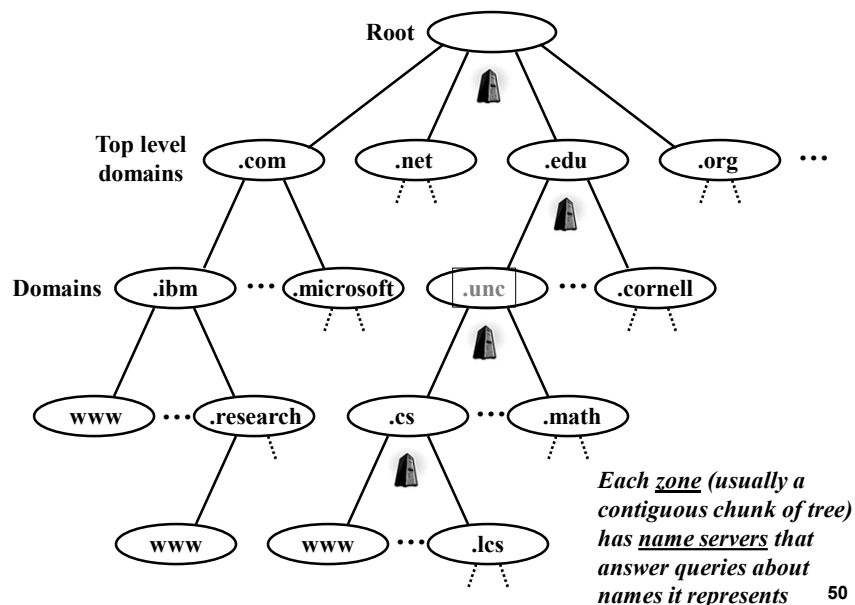 Root
Top level
domains
.com
.net
.edu
.org
...
Domains
.ibm
...
.microsoft
.unc
...
.cornell
www
...
.research
.cs
...
.math
www
www
...
.lcs
Each zone (usually a
contiguous chunk of tree)
has name servers that
answer queries about
names it represents
50